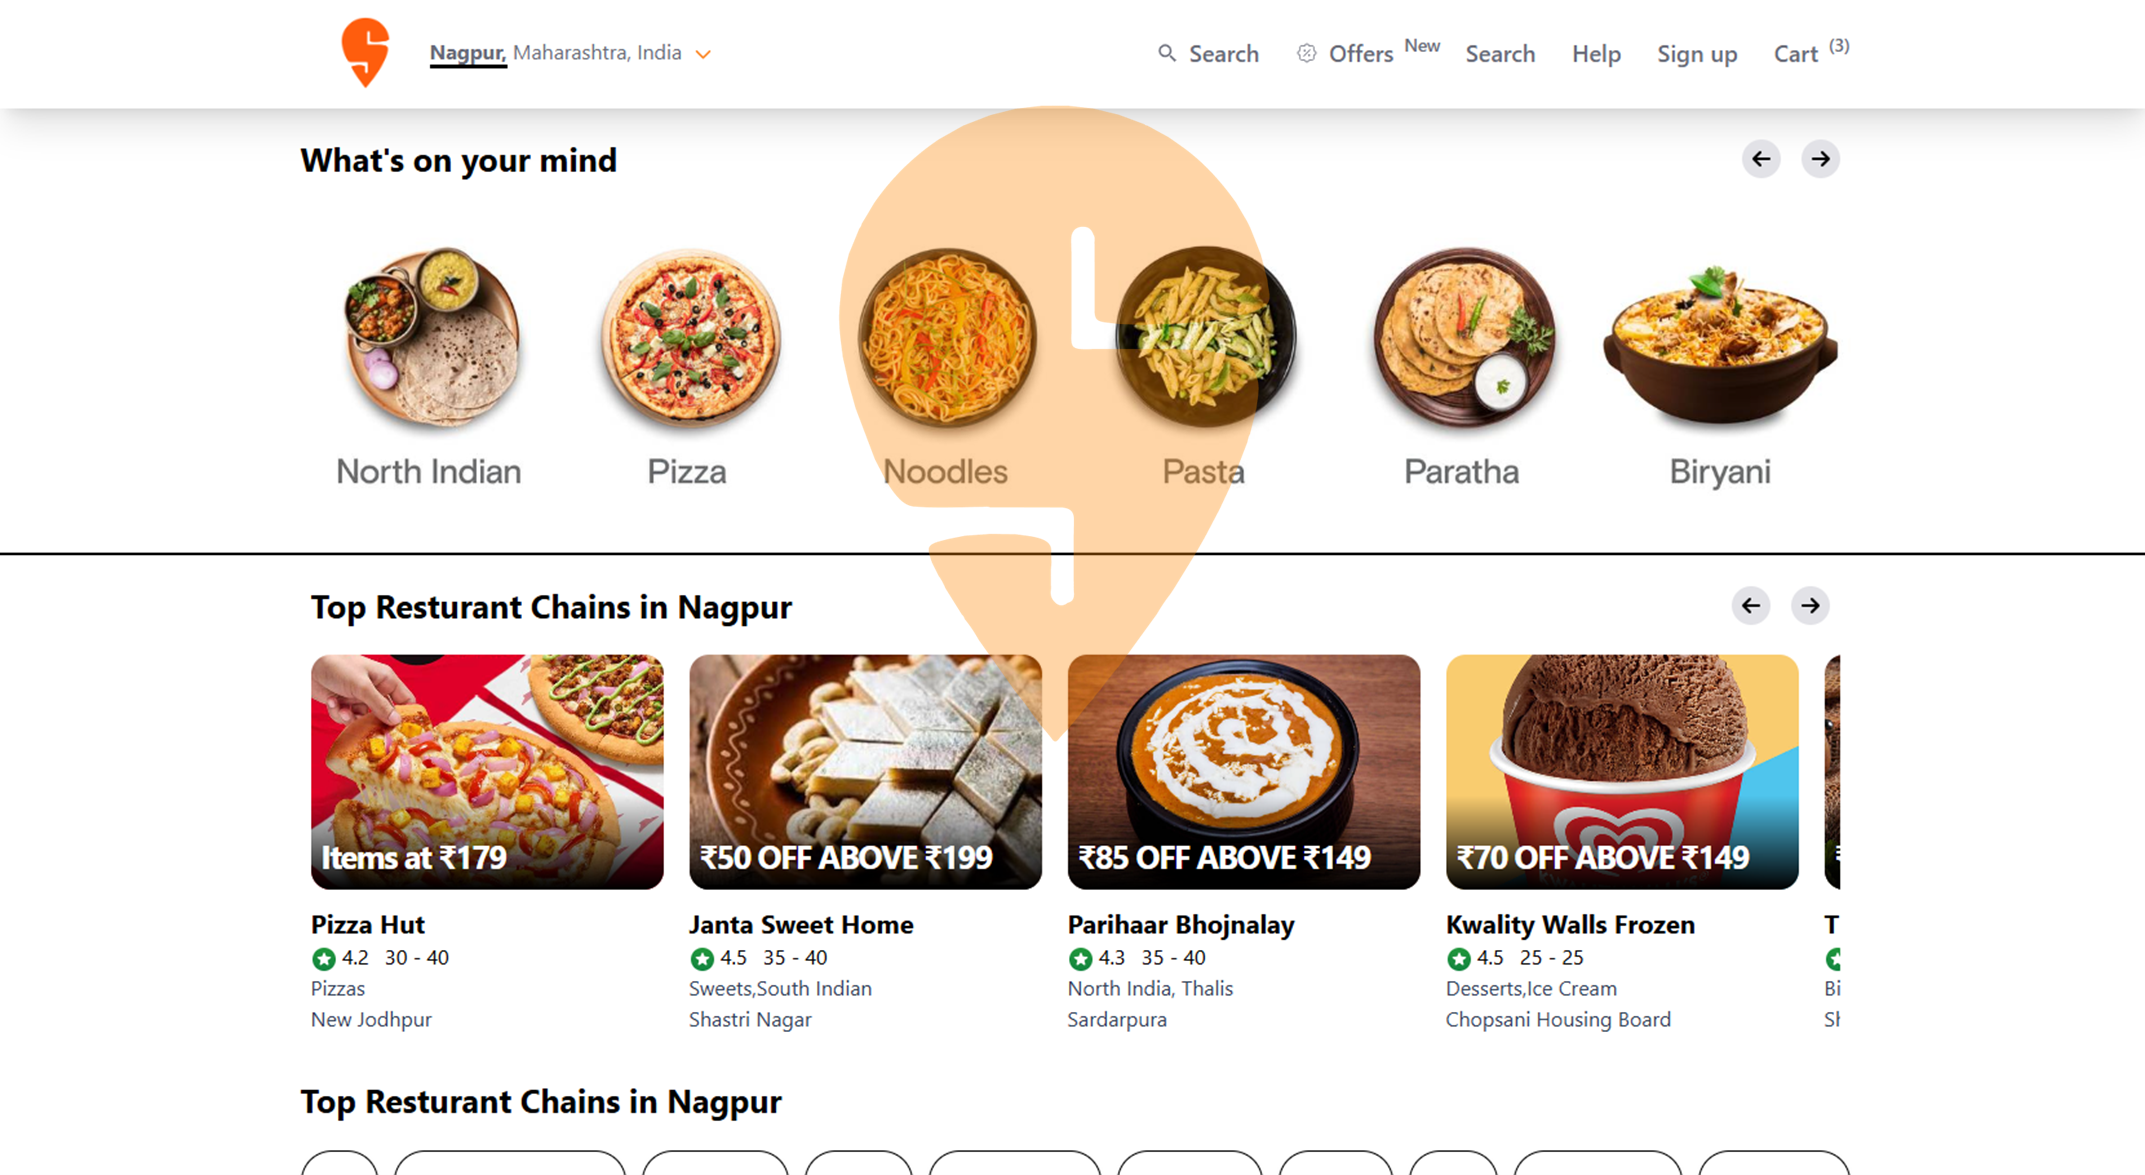 Nagpur, Maharashtra, India
Search Offers New Search Help Sign up Cart (3)
What's on your mind
North Indian Pizza Noodles Pasta Paratha Biryani
Top Resturant Chains in Nagpur
Items at ₹179 ₹50 OFF ABOVE ₹199 ₹85 OFF ABOVE ₹149 ₹70 OFF ABOVE ₹149
Pizza Hut Janta Sweet Home Parihaar Bhojnalay Kwality Walls Frozen T
4.2 30 - 40 4.5 35 - 40 4.3 35 - 40 4.5 25 - 25
Pizzas Sweets,South Indian North India, Thalis Desserts,Ice Cream Bi
New Jodhpur Shastri Nagar Sardarpura Chopsani Housing Board
Top Resturant Chains in Nagpur